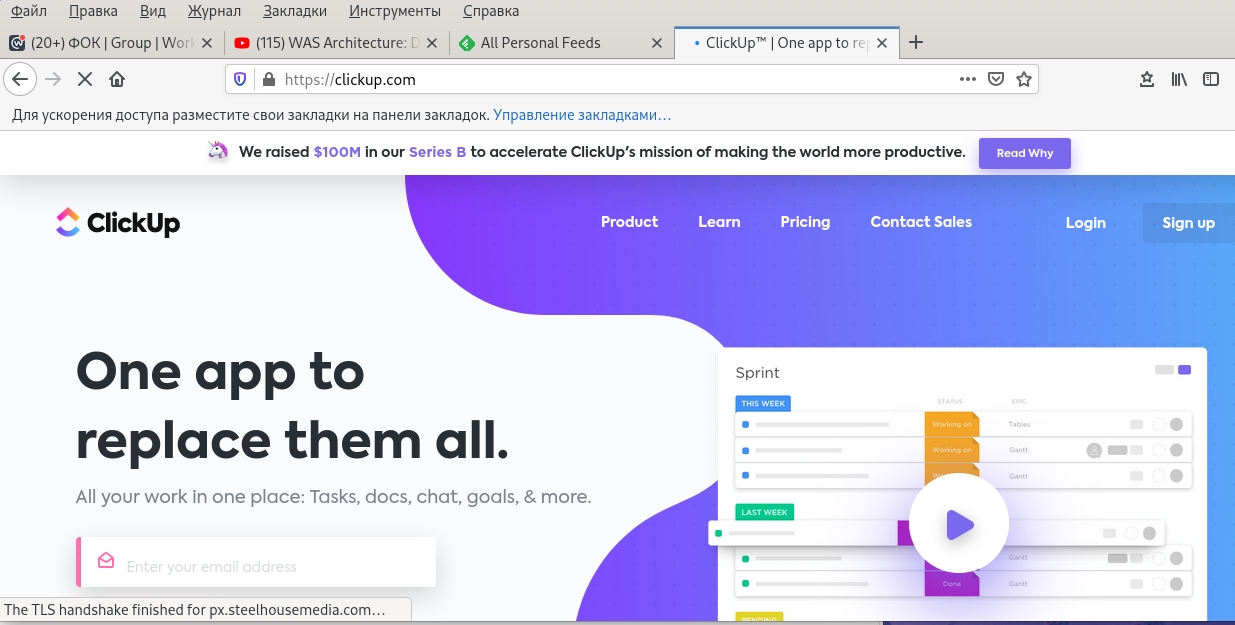 Файл Правка Вид Журнал Закладки Инструменты Справка
(20+) ФОК | Group | Work (115) WAS Architecture: D All Personal Feeds ClickUp™ | One app to rep
https://clickup.com
Для ускорения доступа разместите свои закладки на панели закладок. Управление закладками…
We raised $100M in our Series B to accelerate ClickUp's mission of making the world more productive. Read Why
ClickUp Product Learn Pricing Contact Sales Login Sign up
One app to
replace them all.
All your work in one place: Tasks, docs, chat, goals, & more.
Enter your email address
Sprint
THIS WEEK STATUS EPIC
Working on Tables
Working on Gantt
Gantt
LAST WEEK
Gantt
Done Gantt
PENDING
The TLS handshake finished for px.steelhousemedia.com…